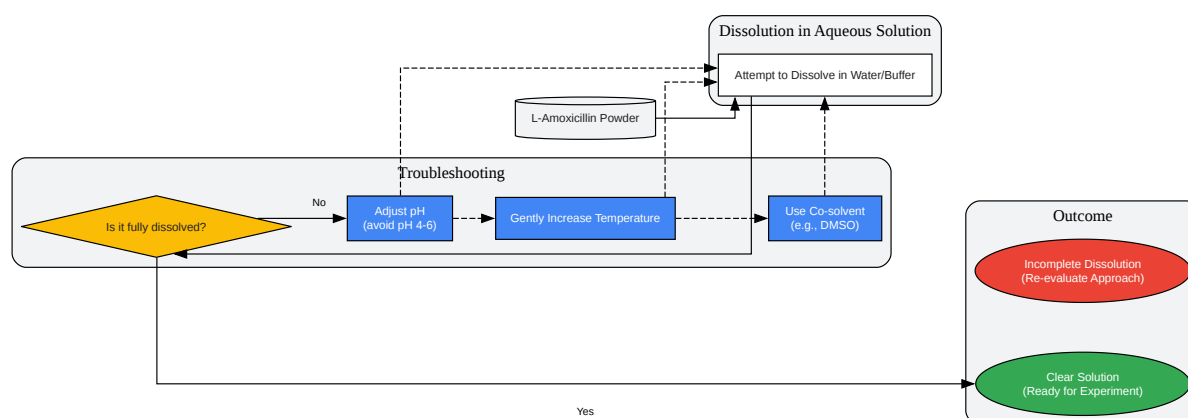 Dissolution in Aqueous Solution
Attempt to Dissolve in Water/Buffer
L-Amoxicillin Powder
Troubleshooting
Is it fully dissolved?
No
Adjust pH
(avoid pH 4-6)
Gently Increase Temperature
Use Co-solvent
(e.g., DMSO)
Outcome
Incomplete Dissolution
(Re-evaluate Approach)
Clear Solution
(Ready for Experiment)
Yes